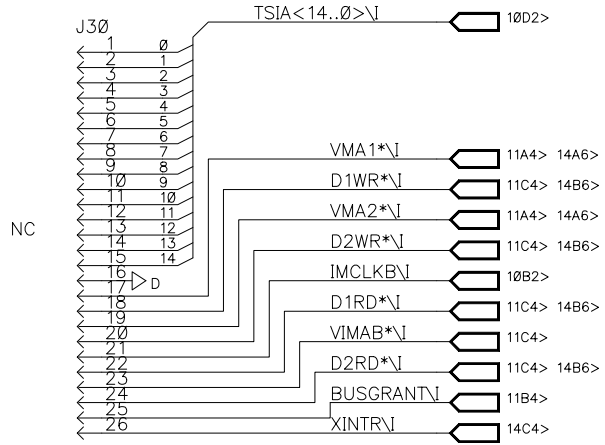 TSIA<14..0>\I 10D2>
J30
1 0
2 1
3 2
4 3
5 4
6 5
7 6
8 7
9 8
10 9
11 10
12 11
13 12
14 13
15 14
16 D
17
18
19
20
21
22
23
24
25
26
NC
VMA1*\I 11A4> 14A6>
D1WR*\I 11C4> 14B6>
VMA2*\I 11A4> 14A6>
D2WR*\I 11C4> 14B6>
IMCLKB\I 10B2>
D1RD*\I 11C4> 14B6>
VIMAB*\I 11C4>
D2RD*\I 11C4> 14B6>
BUSGRANT\I 11B4>
XINTR\I 14C4>